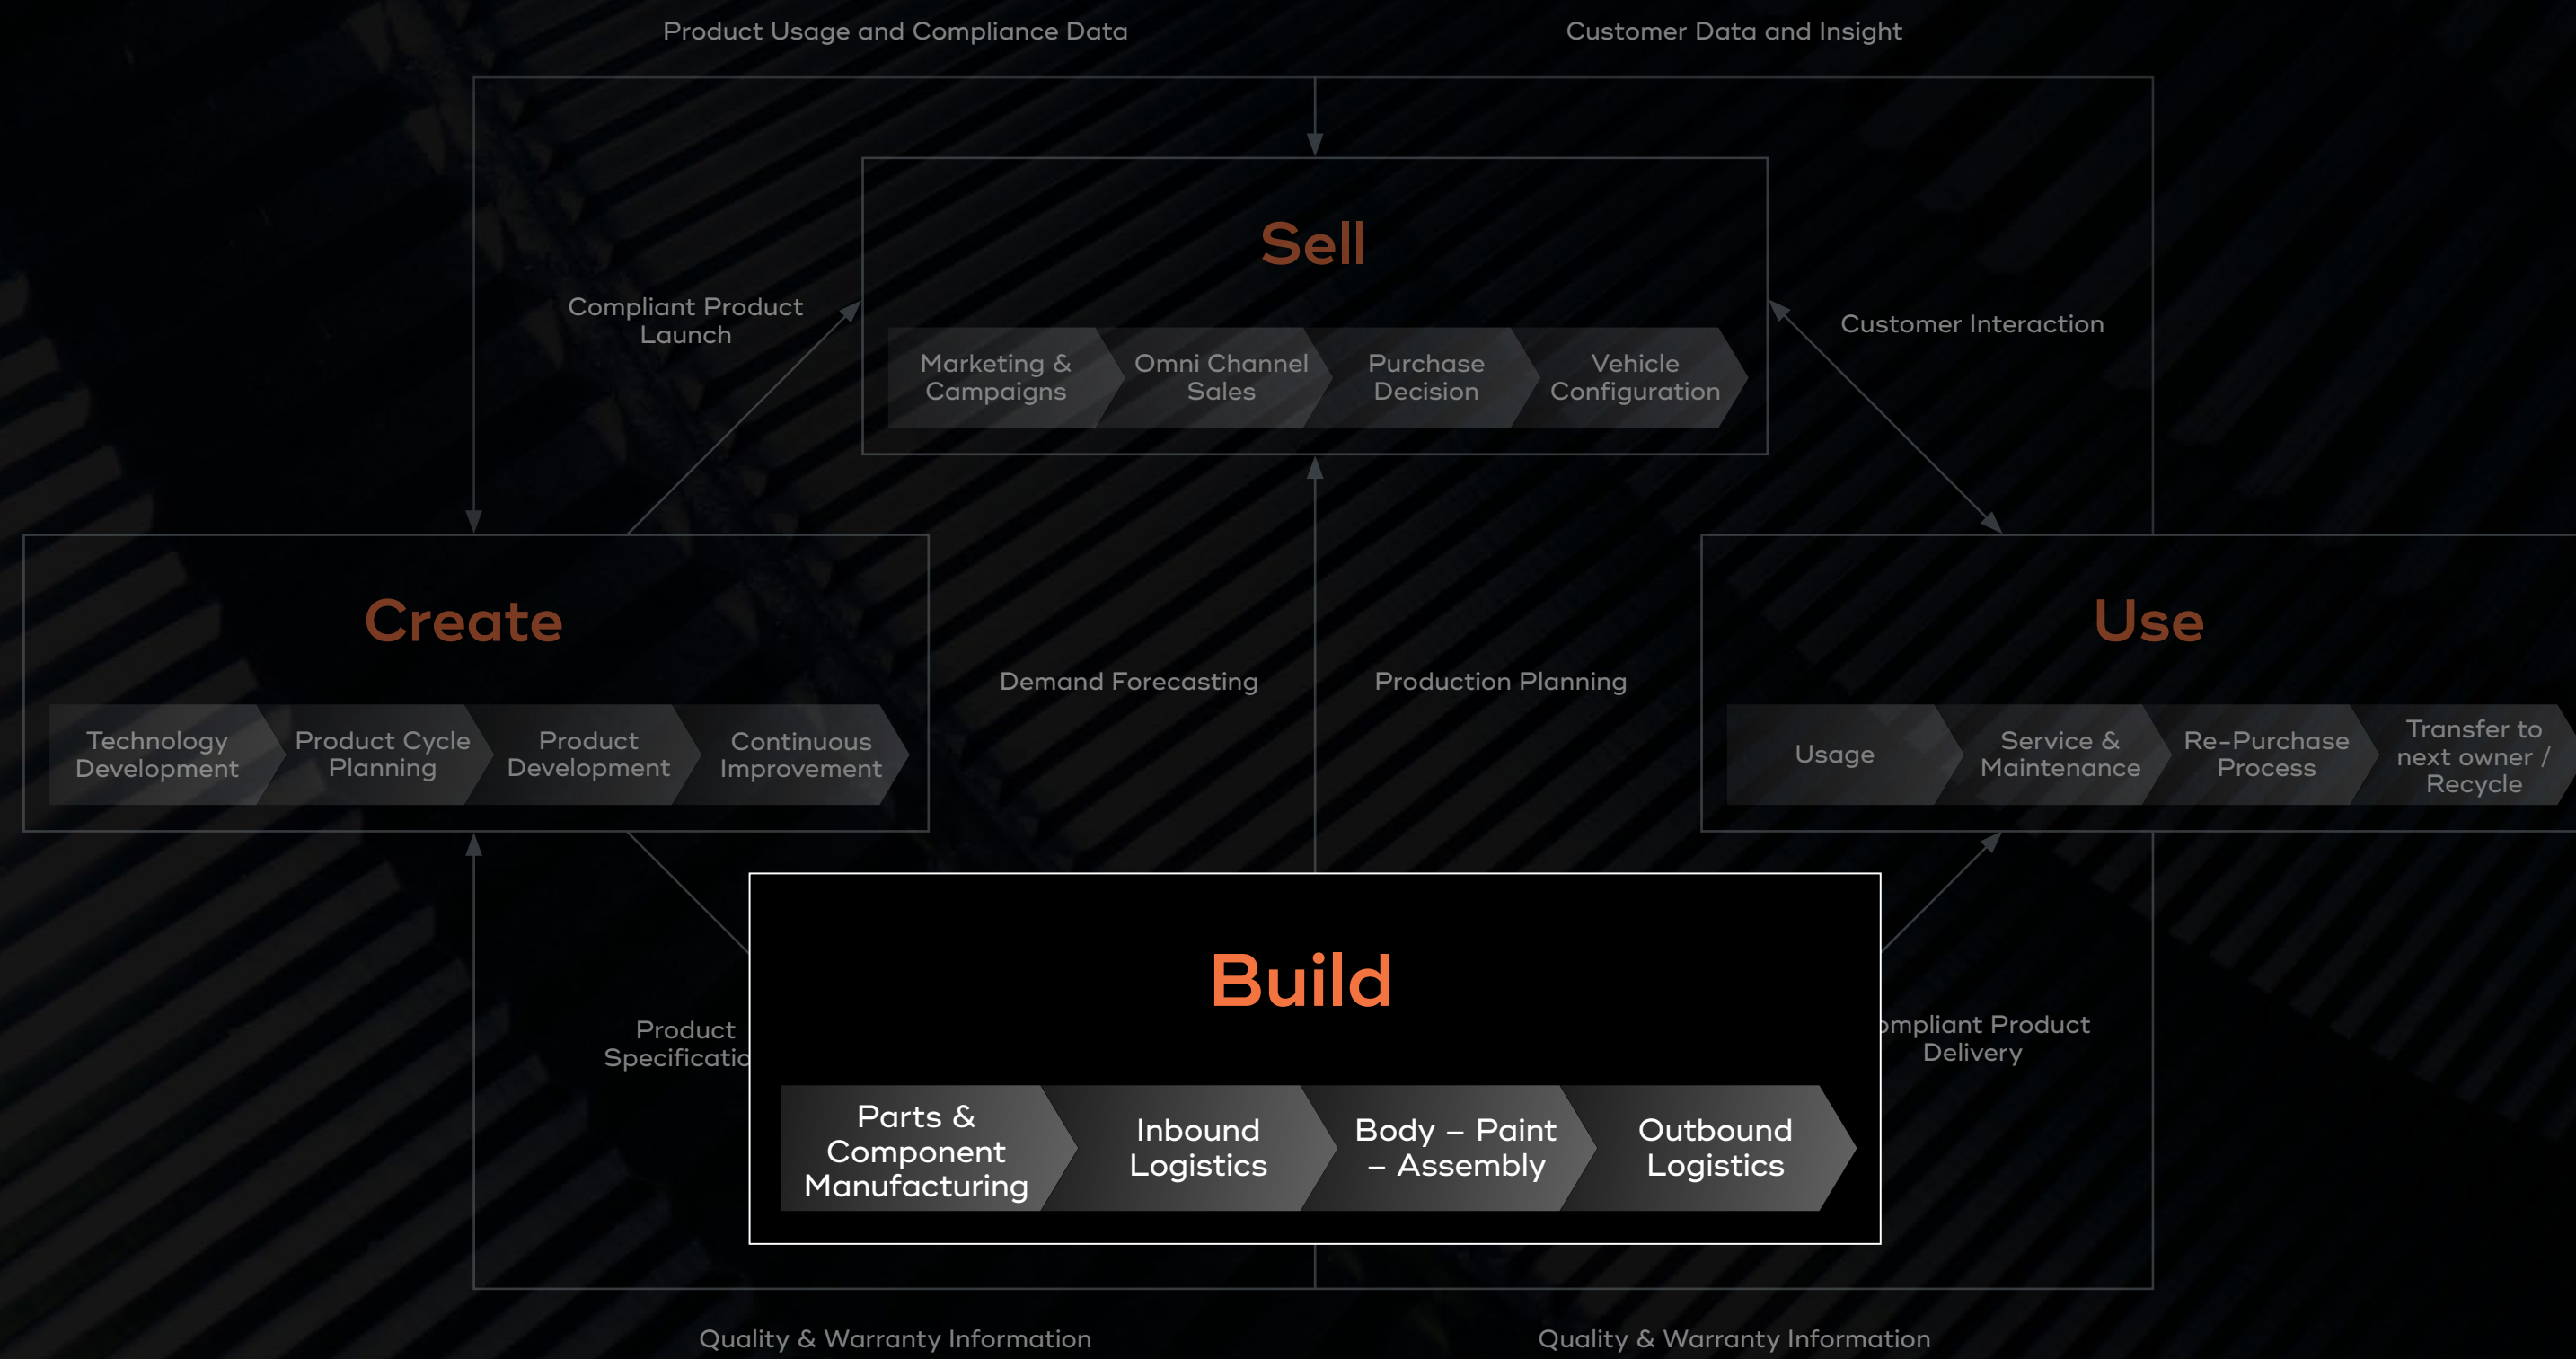 Product Usage and Compliance Data
Customer Data and Insight
Sell
Compliant Product
Launch
Customer Interaction
Marketing &
Campaigns
Omni Channel
Sales
Purchase
Decision
Vehicle
Configuration
Create
Use
Demand Forecasting
Production Planning
Technology
Development
Product Cycle
Planning
Product
Development
Continuous
Improvement
Usage
Service &
Maintenance
Re-Purchase
Process
Transfer to
next owner /
Recycle
Build
Product
Specificatio
ompliant Product
Delivery
Parts &
Component
Manufacturing
Inbound
Logistics
Body – Paint
– Assembly
Outbound
Logistics
Quality & Warranty Information
Quality & Warranty Information